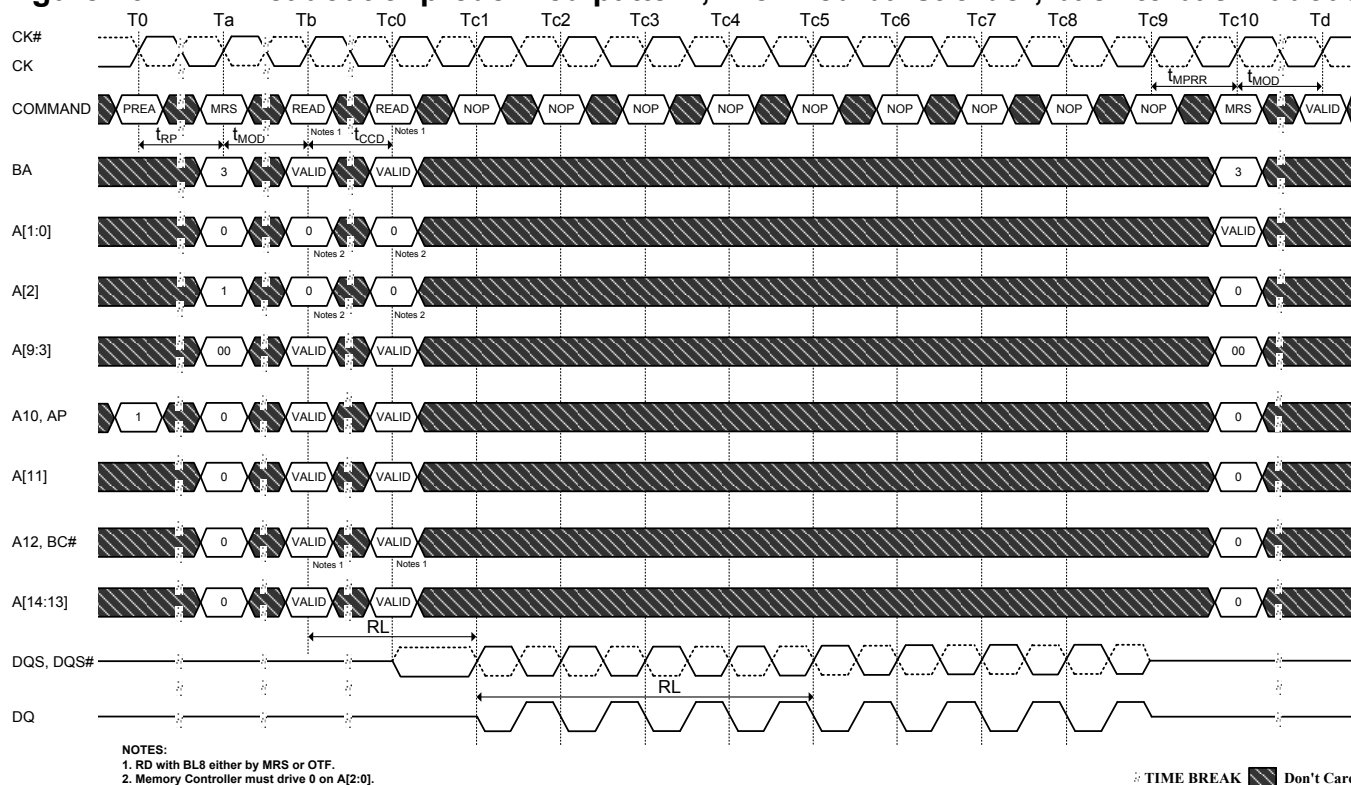 T0 Ta Tb Tc0 Tc1 Tc2 Tc3 Tc4 Tc5 Tc6 Tc7 Tc8 Tc9 Tc10 Td
CK#
CK
tMPRR tMOD
COMMAND PREA MRS READ READ NOP NOP NOP NOP NOP NOP NOP NOP NOP MRS VALID
Notes 1 Notes 1
tRP tMOD tCCD
BA 3 VALID VALID 3
A[1:0] 0 0 0 VALID
Notes 2 Notes 2
A[2] 1 0 0 0
Notes 2 Notes 2
A[9:3] 00 VALID VALID 00
A10, AP 1 0 VALID VALID 0
A[11] 0 VALID VALID 0
A12, BC# 0 VALID VALID 0
Notes 1 Notes 1
A[14:13] 0 VALID VALID 0
RL
DQS, DQS#
RL
DQ
NOTES:
1. RD with BL8 either by MRS or OTF.
2. Memory Controller must drive 0 on A[2:0].
TIME BREAK Don't Care